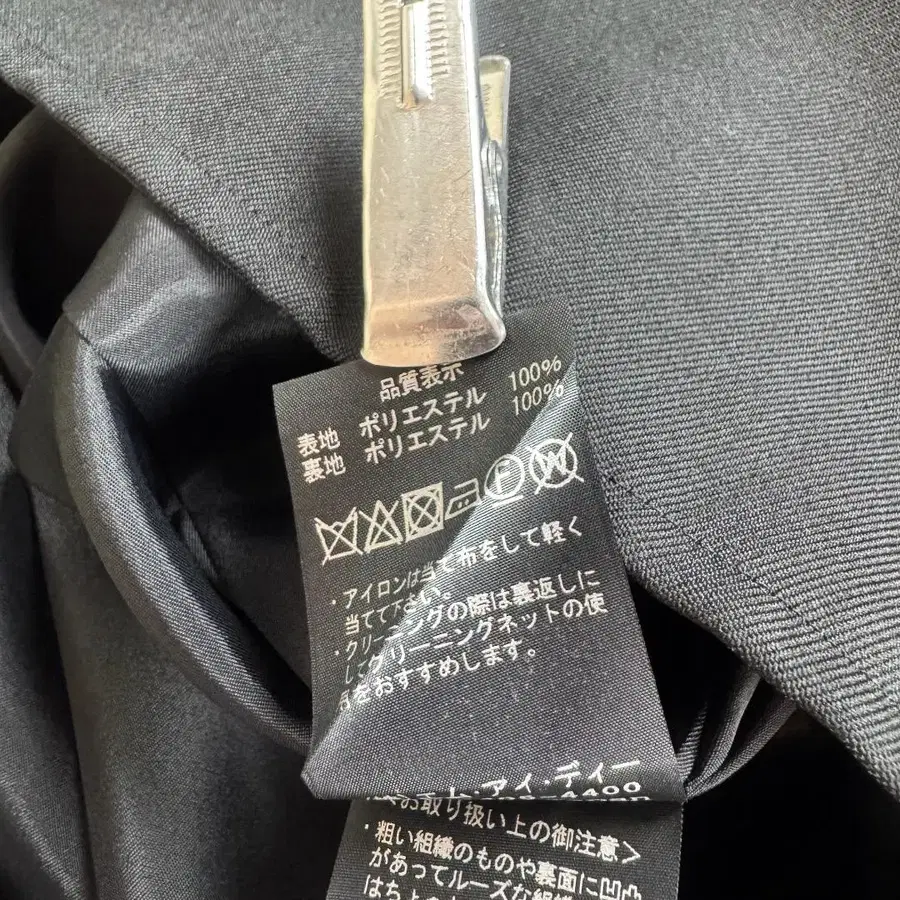 品質表示
表地 ポリエステル 100%
裏地 ポリエステル 100%
F W
・アイロンは当て布をして軽く
当てて下さい。
・クリーニングの際は裏返しに
してクリーニングネットの使
用をおすすめします。
アイ・ディー
お取り扱い上の御注意>
・粗い組織のものや裏面に
があってルーズな組織
はちょ